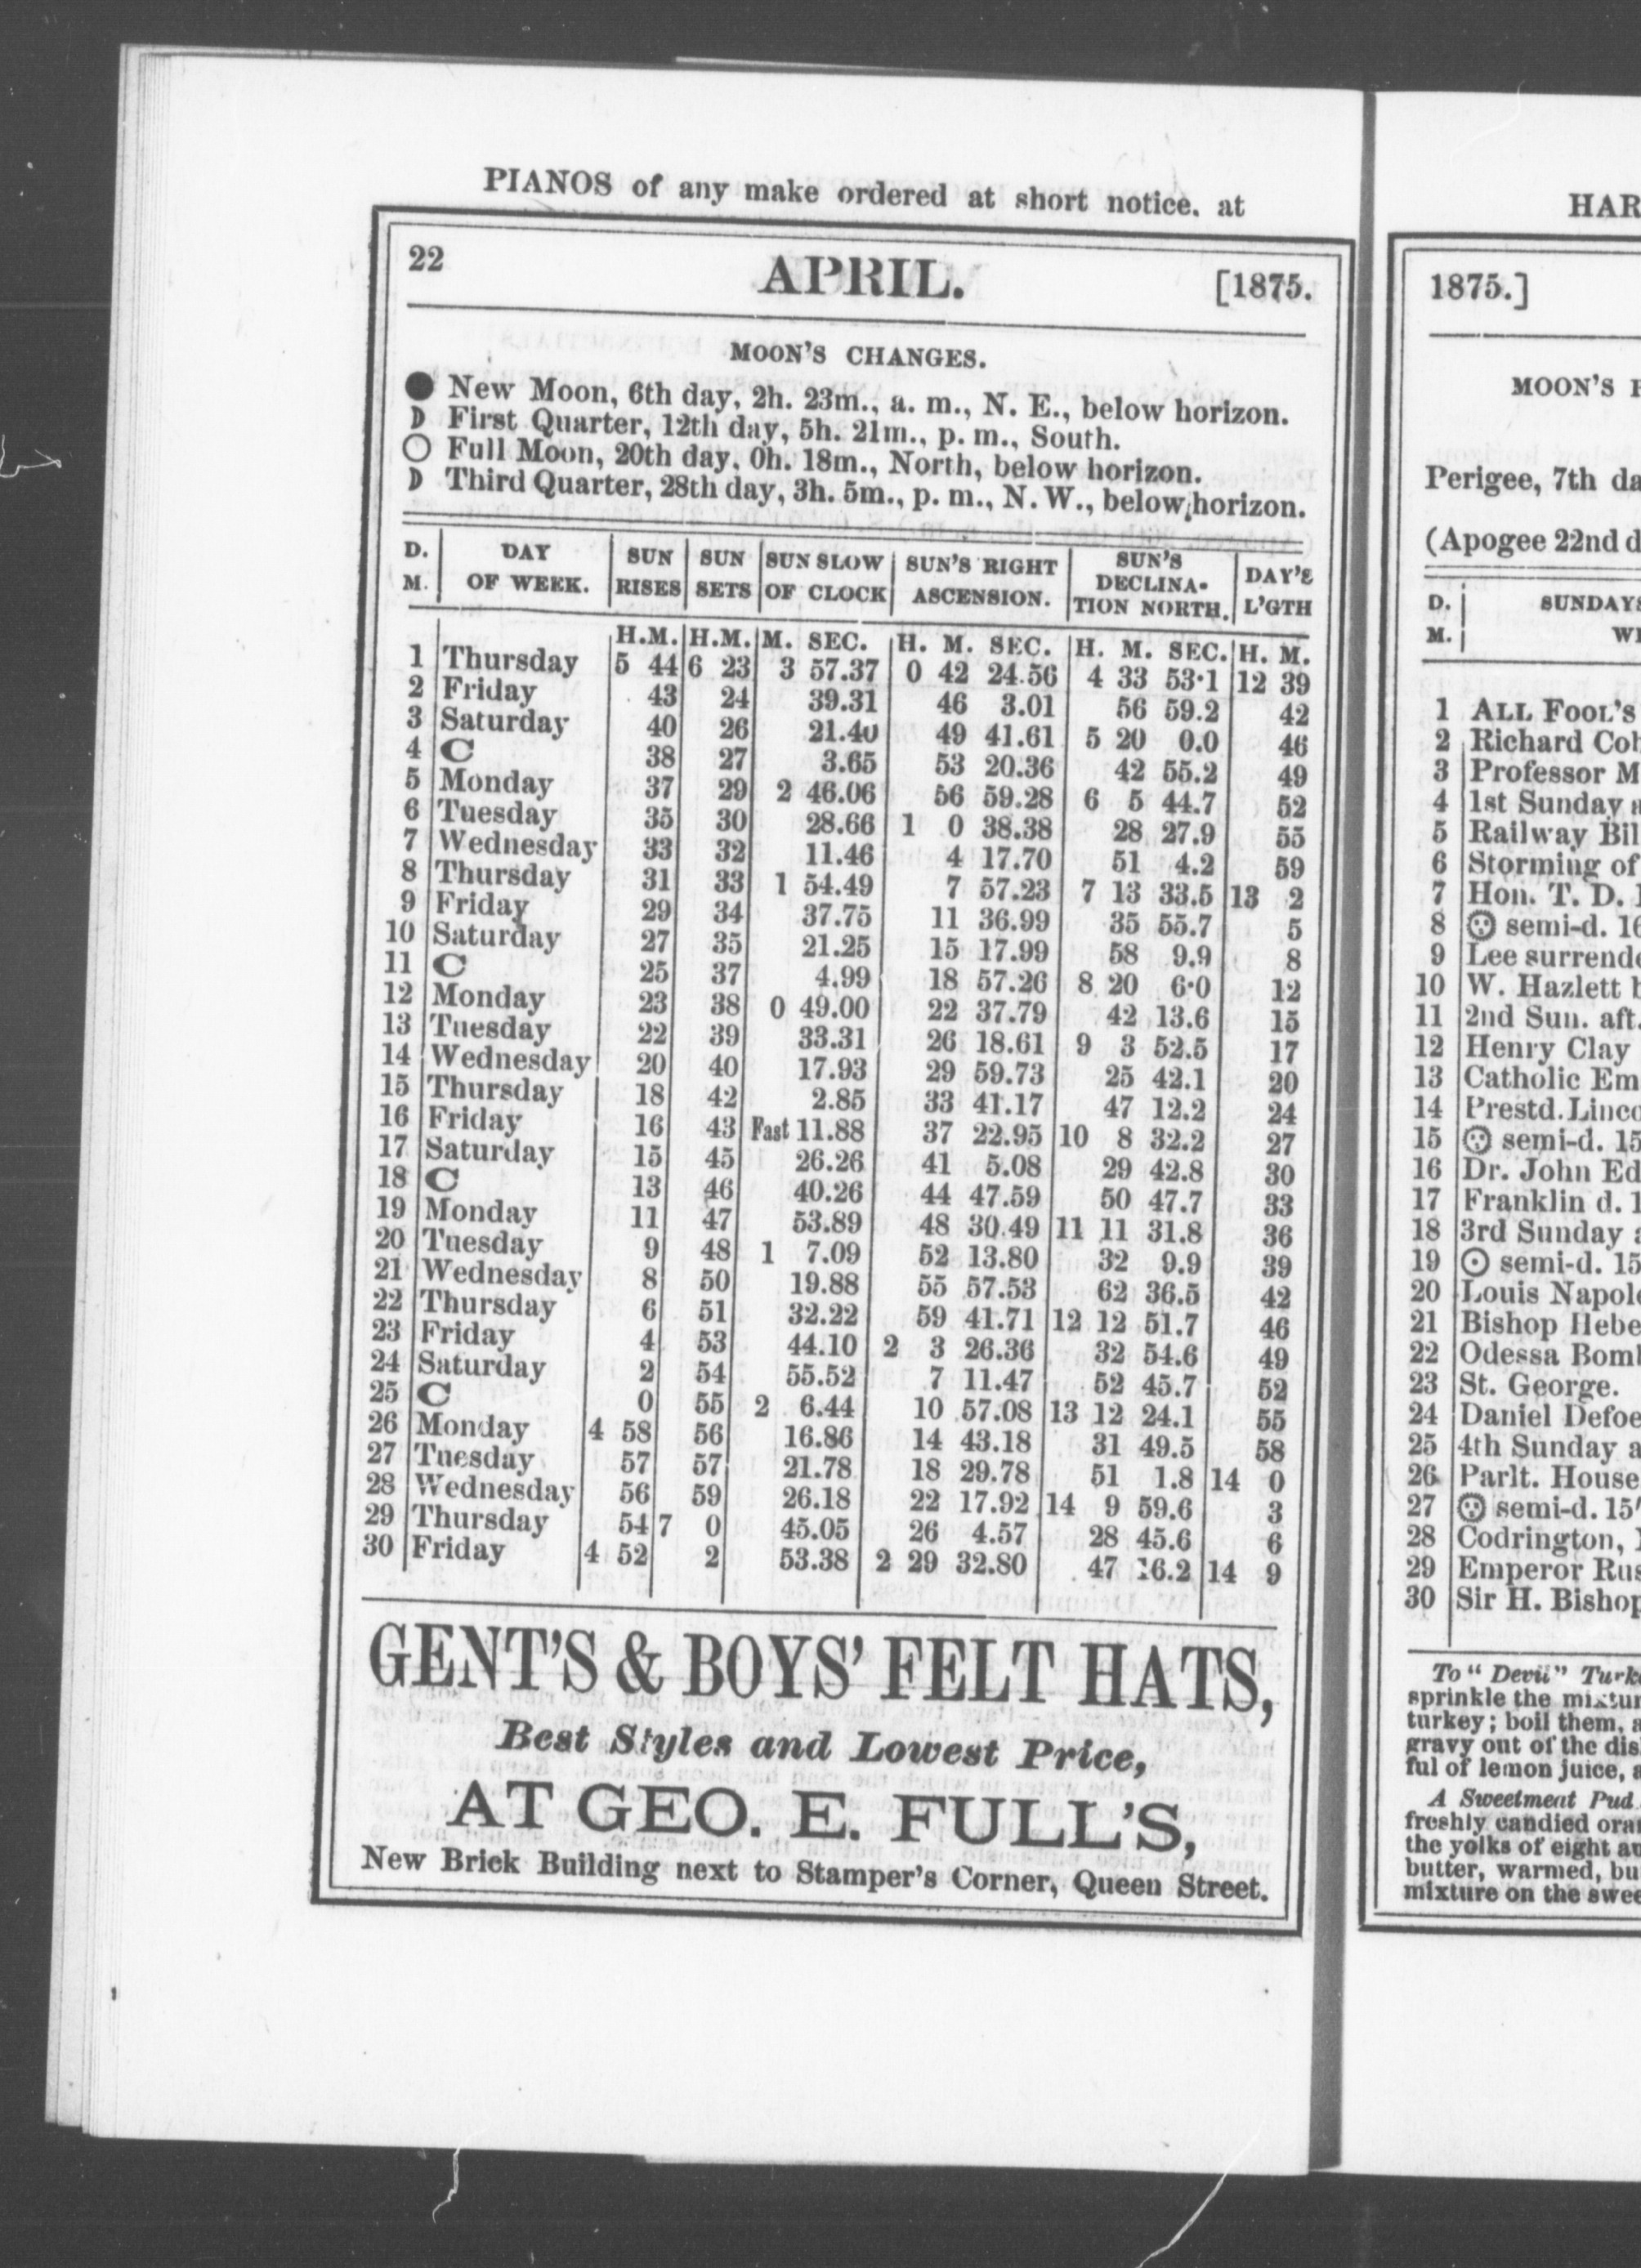 PIANOS of any make ordered at short notice. at
22 APRIL. [1875.
MOON'S CHANGES.
New Moon, 6th day, 2h. 23m., a. m., N. E., below horizon.
First Quarter, 12th day, 5h. 21m., p. m., South.
Full Moon, 20th day, 0h. 18m., North, below horizon.
Third Quarter, 28th day, 3h. 5m., p. m., N. W., below horizon.
D. M. DAY OF WEEK. SUN RISES SUN SETS SUN SLOW OF CLOCK SUN'S RIGHT ASCENSION. SUN'S DECLINA-TION NORTH. DAY'S L'GTH
H.M. H.M. M. SEC. H. M. SEC. H. M. SEC. H. M.
1 Thursday 5 44 6 23 3 57.37 0 42 24.56 4 33 53·1 12 39
2 Friday 43 24 39.31 46 3.01 56 59.2 42
3 Saturday 40 26 21.40 49 41.61 5 20 0.0 46
4 C 38 27 3.65 53 20.36 42 55.2 49
5 Monday 37 29 2 46.06 56 59.28 6 5 44.7 52
6 Tuesday 35 30 28.66 1 0 38.38 28 27.9 55
7 Wednesday 33 32 11.46 4 17.70 51 4.2 59
8 Thursday 31 33 1 54.49 7 57.23 7 13 33.5 13 2
9 Friday 29 34 37.75 11 36.99 35 55.7 5
10 Saturday 27 35 21.25 15 17.99 58 9.9 8
11 C 25 37 4.99 18 57.26 8 20 6·0 12
12 Monday 23 38 0 49.00 22 37.79 42 13.6 15
13 Tuesday 22 39 33.31 26 18.61 9 3 52.5 17
14 Wednesday 20 40 17.93 29 59.73 25 42.1 20
15 Thursday 18 42 2.85 33 41.17 47 12.2 24
16 Friday 16 43 Fast 11.88 37 22.95 10 8 32.2 27
17 Saturday 15 45 26.26 41 5.08 29 42.8 30
18 C 13 46 40.26 44 47.59 50 47.7 33
19 Monday 11 47 53.89 48 30.49 11 11 31.8 36
20 Tuesday 9 48 1 7.09 52 13.80 32 9.9 39
21 Wednesday 8 50 19.88 55 57.53 62 36.5 42
22 Thursday 6 51 32.22 59 41.71 12 12 51.7 46
23 Friday 4 53 44.10 2 3 26.36 32 54.6 49
24 Saturday 2 54 55.52 7 11.47 52 45.7 52
25 C 0 55 2 6.44 10 57.08 13 12 24.1 55
26 Monday 4 58 56 16.86 14 43.18 31 49.5 58
27 Tuesday 57 57 21.78 18 29.78 51 1.8 14 0
28 Wednesday 56 59 26.18 22 17.92 14 9 59.6 3
29 Thursday 54 7 0 45.05 26 4.57 28 45.6 6
30 Friday 4 52 2 53.38 2 29 32.80 47 16.2 14 9
GENT'S & BOYS' FELT HATS,
Best Styles and Lowest Price,
AT GEO. E. FULL'S,
New Brick Building next to Stamper's Corner, Queen Street.
HAR
1875.]
MOON'S
Perigee, 7th da
(Apogee 22nd d
D. M. SUNDAYS
1 ALL FOOL'S
2 Richard Cob
3 Professor M
4 1st Sunday a
5 Railway Bil
6 Storming of
7 Hon. T. D.
8 semi-d. 16
9 Lee surrende
10 W. Hazlett b
11 2nd Sun. aft.
12 Henry Clay
13 Catholic Em
14 Prestd. Linco
15 semi-d. 15
16 Dr. John Ed
17 Franklin d. 1
18 3rd Sunday a
19 semi-d. 15
20 Louis Napole
21 Bishop Hebe
22 Odessa Bomb
23 St. George.
24 Daniel Defoe
25 4th Sunday a
26 Parlt. House
27 semi-d. 15'
28 Codrington,
29 Emperor Rus
30 Sir H. Bishop
To "Devil" Turke
sprinkle the mixtur
turkey; boil them, a
gravy out of the dis
ful of lemon juice, a
A Sweetmeat Pud
freshly candied oran
the yolks of eight an
butter, warmed, bu
mixture on the swee